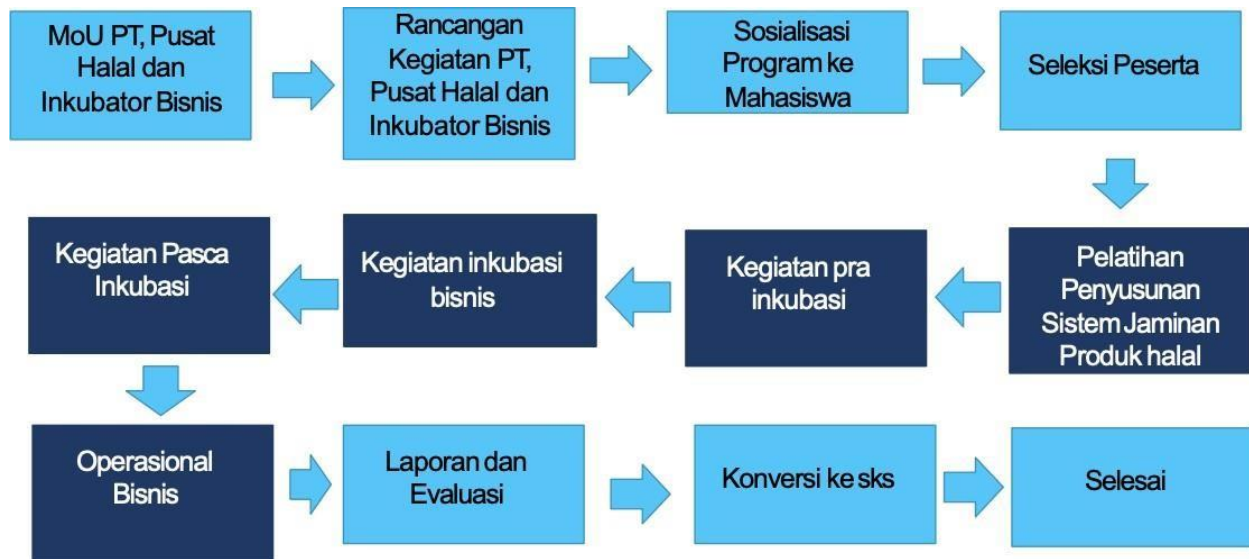 MoU PT, Pusat
Halal dan
Inkubator Bisnis
Rancangan
Kegiatan PT,
Pusat Halal dan
Inkubator Bisnis
Sosialisasi
Program ke
Mahasiswa
Seleksi Peserta
Pelatihan
Penyusunan
Sistem Jaminan
Produk halal
Kegiatan pra
inkubasi
Kegiatan inkubasi
bisnis
Kegiatan Pasca
Inkubasi
Operasional
Bisnis
Laporan dan
Evaluasi
Konversi ke sks
Selesai